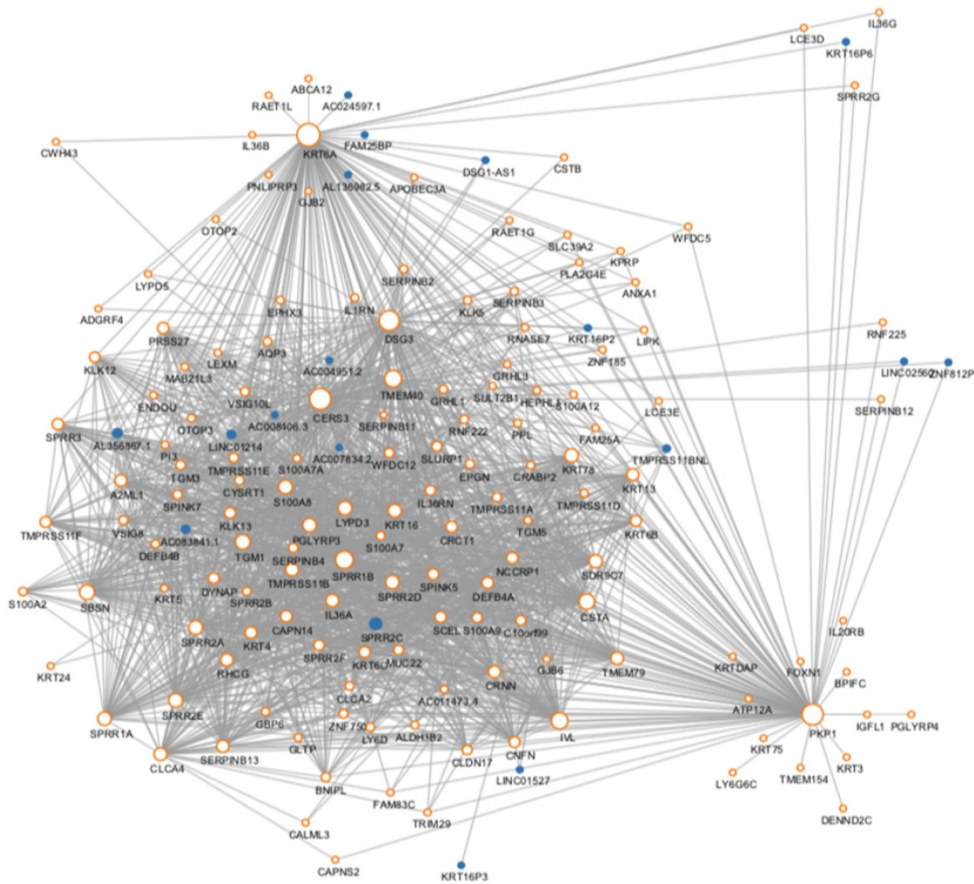 IL36G
LCE3D
KRT16P6
ABCA12
SPRR2G
RAET1L
AC024597.1
IL36B
FAM25BP
CWH43
KRT6A
DSG1-AS1
CSTB
PNLIPRP3
AL136982.5
APOBEC3A
GJB2
OTOP2
RAET1G
WFDC5
SLC39A2
KPRP
PLA2G4E
SERPINB2
LYPD5
ANXA1
SERPINB3
ADGRF4
EPHX3
IL1RN
KLK5
RNF225
PRSS27
DSG3
RNASE7
KRT16P2
LIPK
AQP3
ZNF185
LEXM
KLK12
MAB21L3
AC004951.2
GRHL3
LINC02560
ZNF812P
TMEM40
ENDOU
VSIG10L
GRHL1
SULT2B1
HEPHL1
S100A12
LCE3E
SERPINB12
CERS3
AC008406.3
SERPINB11
OTOP3
RNF222
PPL
FAM25A
SPRR3
AL356867.1
LINC01214
PI3
AC007834.2
WFDC12
SLURP1
TMPRSS11BNL
TMPRSS11E
S100A7A
TGM3
EPGN
CRABP2
KRT78
A2ML1
CYSRT1
KRT13
SPINK7
S100A8
IL36RN
TMPRSS11A
TMPRSS11D
TMPRSS11F
VSIG8
KLK13
LYPD3
KRT16
CRCT1
TGM5
KRT6B
AC083841.1
PGLYRP3
S100A7
DEFB4B
TGM1
SERPINB4
SPRR1B
NCCRP1
SDR9C7
TMPRSS11B
S100A2
SBSN
KRT5
DYNAP
SPRR2B
SPRR2D
SPINK5
DEFB4A
IL36A
CSTA
SPRR2A
KRT4
CAPN14
SPRR2C
SCEL
S100A9
C10orf99
IL20RB
SPRR2F
KRT6C
MUC22
RHCG
GJB6
TMEM79
KRTDAP
FOXN1
BPIFC
KRT24
CLCA2
AC011473.4
CRNN
SPRR2E
ATP12A
SPRR1A
GBP6
ZNF750
LY6D
ALDH3B2
IVL
PKP1
IGFL1
PGLYRP4
CLCA4
SERPINB13
GLTP
CLDN17
CNFN
KRT75
LINC01527
BNIPL
LY6G6C
TMEM154
KRT3
FAM83C
TRIM29
DENND2C
CALML3
CAPNS2
KRT16P3